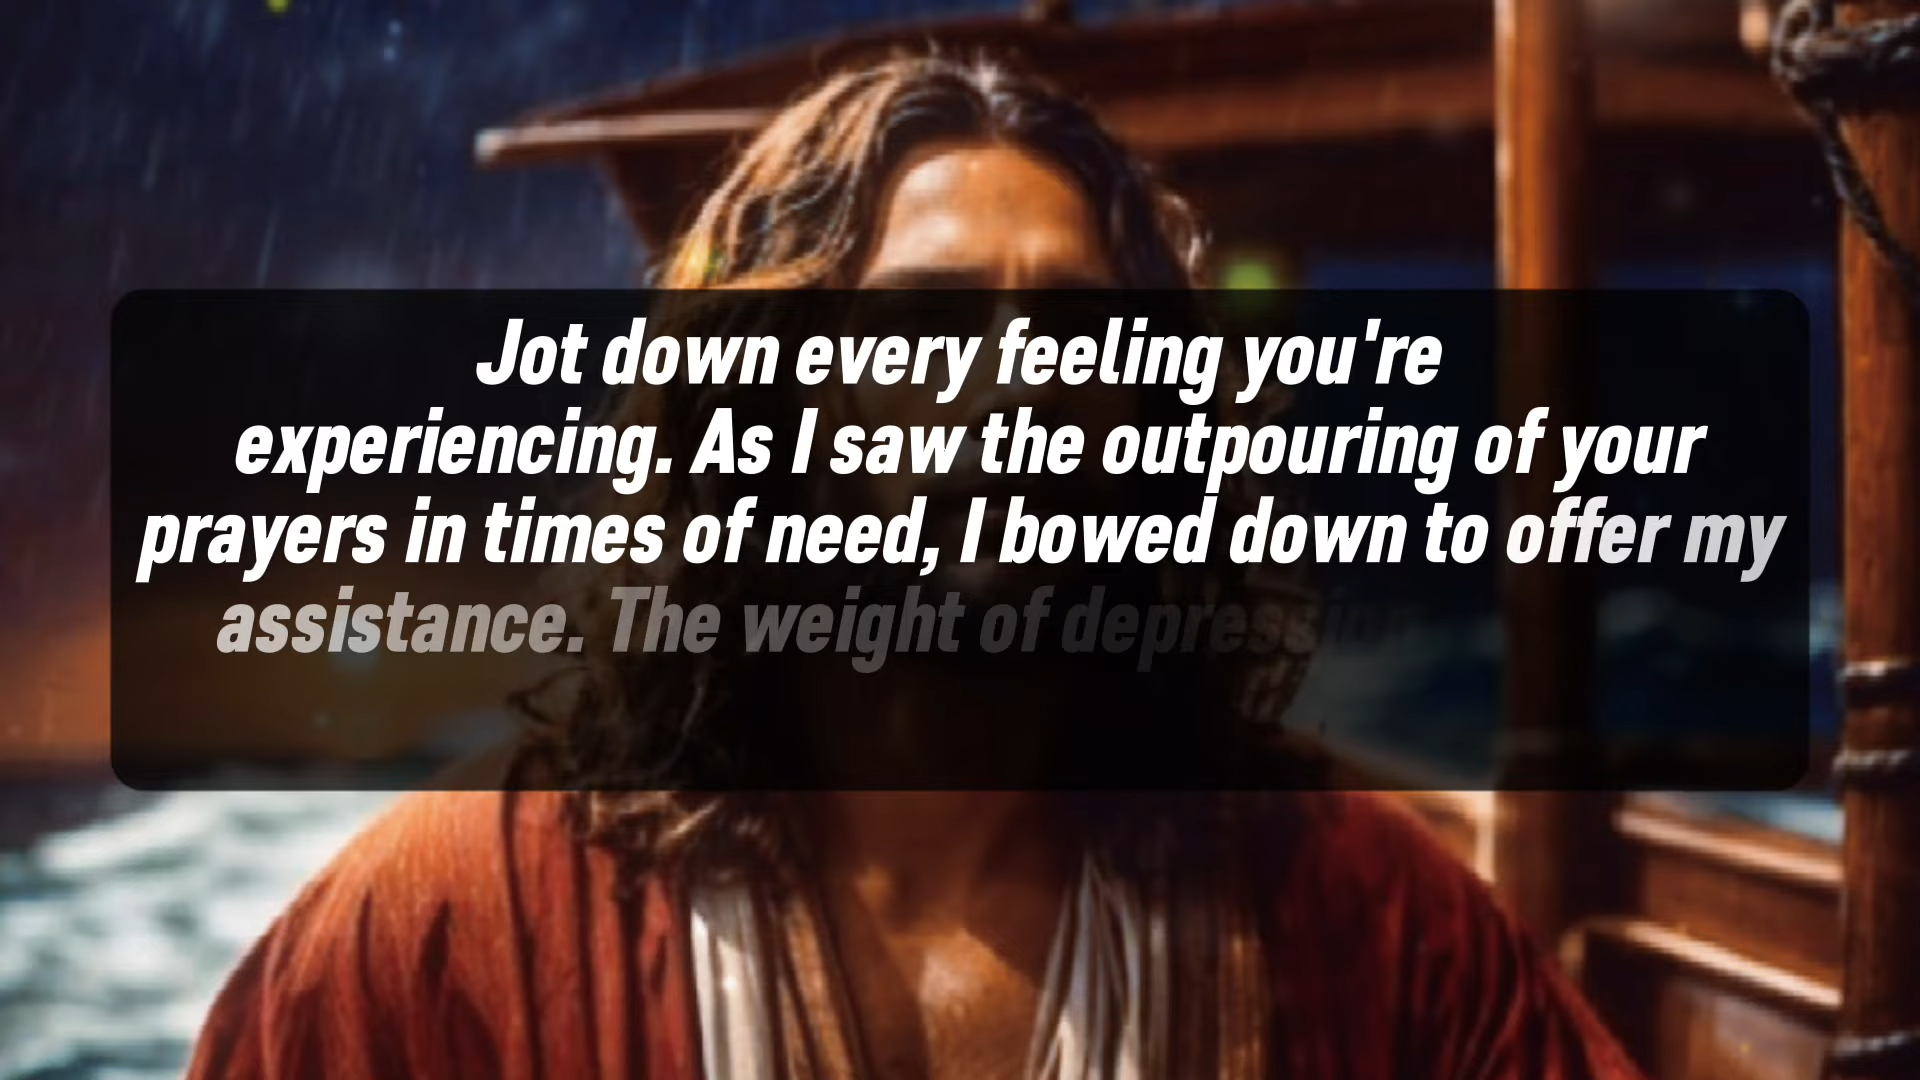 Jot down every feeling you're
experiencing. As I saw the outpouring of your
prayers in times of need, I bowed down to offer my
assistance. The weight of depression